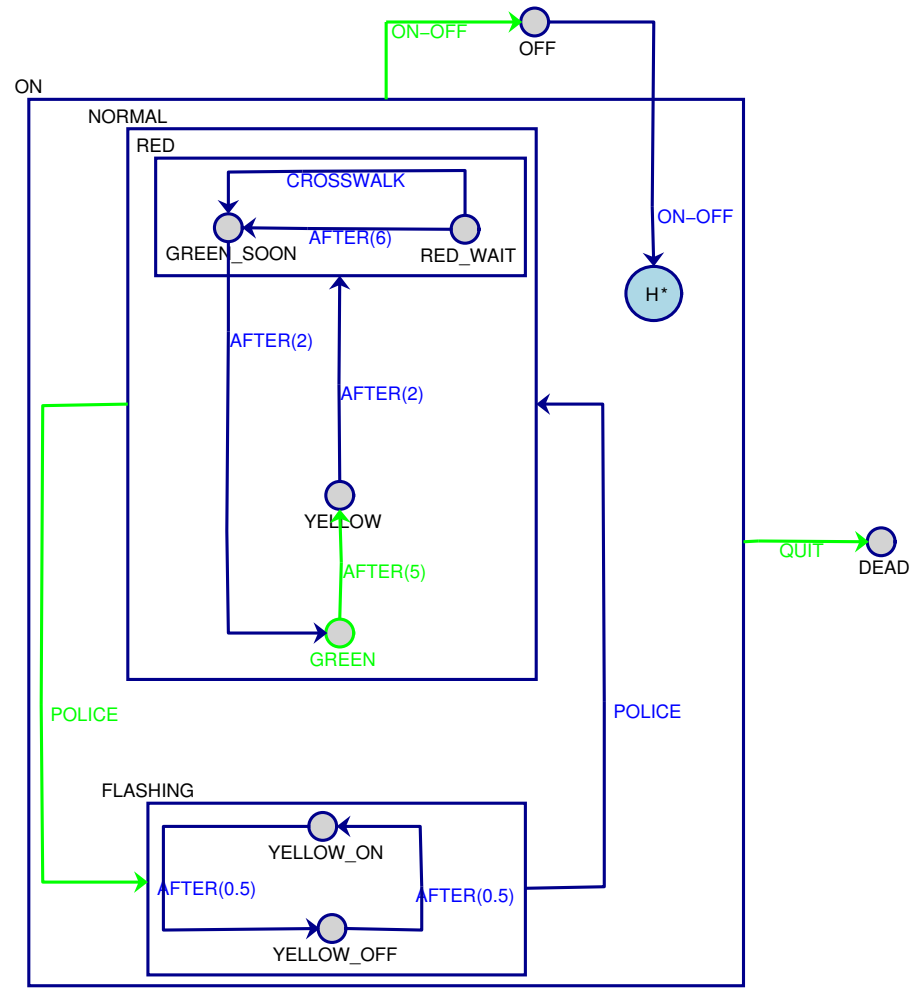 ON−OFF
OFF
ON
NORMAL
RED
CROSSWALK
AFTER(6)
GREEN_SOON
RED_WAIT
ON−OFF
H*
AFTER(2)
AFTER(2)
YELLOW
QUIT
DEAD
AFTER(5)
GREEN
POLICE
POLICE
FLASHING
YELLOW_ON
AFTER(0.5)
AFTER(0.5)
YELLOW_OFF